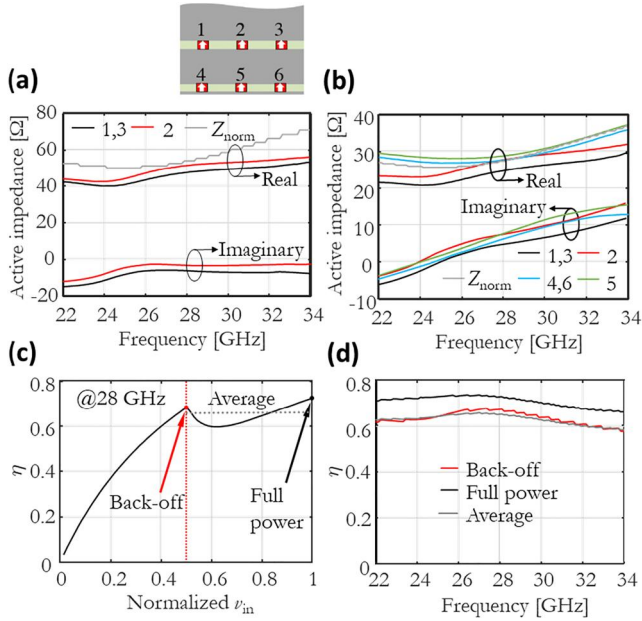 1 2 3
4 5 6
(a)
Active impedance [Ω]
80
60
40
20
0
-20
1,3 2 Znorm
Real
Imaginary
22 24 26 28 30 32 34
Frequency [GHz]
(b)
Active impedance [Ω]
40
30
20
10
0
-10
Real
Imaginary
1,3 2
Znorm 4,6 5
22 24 26 28 30 32 34
Frequency [GHz]
(c)
η
0.8
0.6
0.4
0.2
0
@28 GHz
Average
Back-off
Full
power
0 0.2 0.4 0.6 0.8 1
Normalized vin
(d)
η
0.8
0.6
0.4
0.2
0
Back-off
Full power
Average
22 24 26 28 30 32 34
Frequency [GHz]